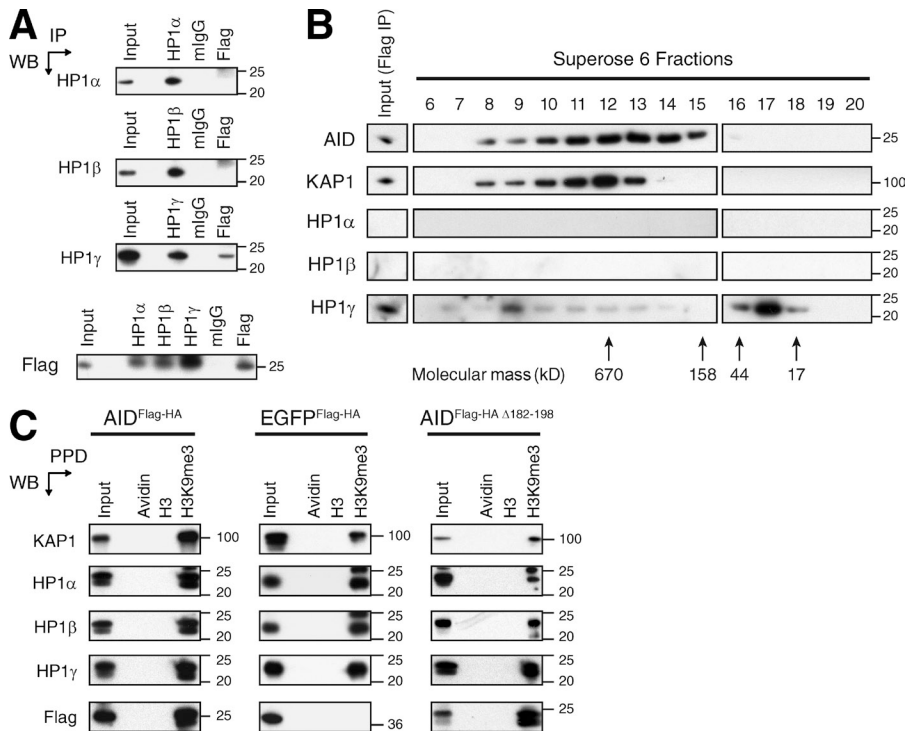 A
IP
WB
Input
HP1α
mIgG
Flag
HP1α
25
20
Input
HP1β
mIgG
Flag
HP1β
25
20
Input
HP1γ
mIgG
Flag
HP1γ
25
20
Input
HP1α
HP1β
HP1γ
mIgG
Flag
Flag
25
B
Input (Flag IP)
Superose 6 Fractions
6 7 8 9 10 11 12 13 14 15 16 17 18 19 20
AID
25
KAP1
100
HP1α
25
20
HP1β
25
20
HP1γ
25
20
Molecular mass (kD) 670 158 44 17
C
AID Flag-HA
EGFP Flag-HA
AID Flag-HA Δ182-198
PPD
WB
Input
Avidin
H3
H3K9me3
Input
Avidin
H3
H3K9me3
Input
Avidin
H3
H3K9me3
KAP1
100
100
100
HP1α
25
20
25
20
25
20
HP1β
25
20
25
20
25
20
HP1γ
25
20
25
20
25
20
Flag
25
36
25